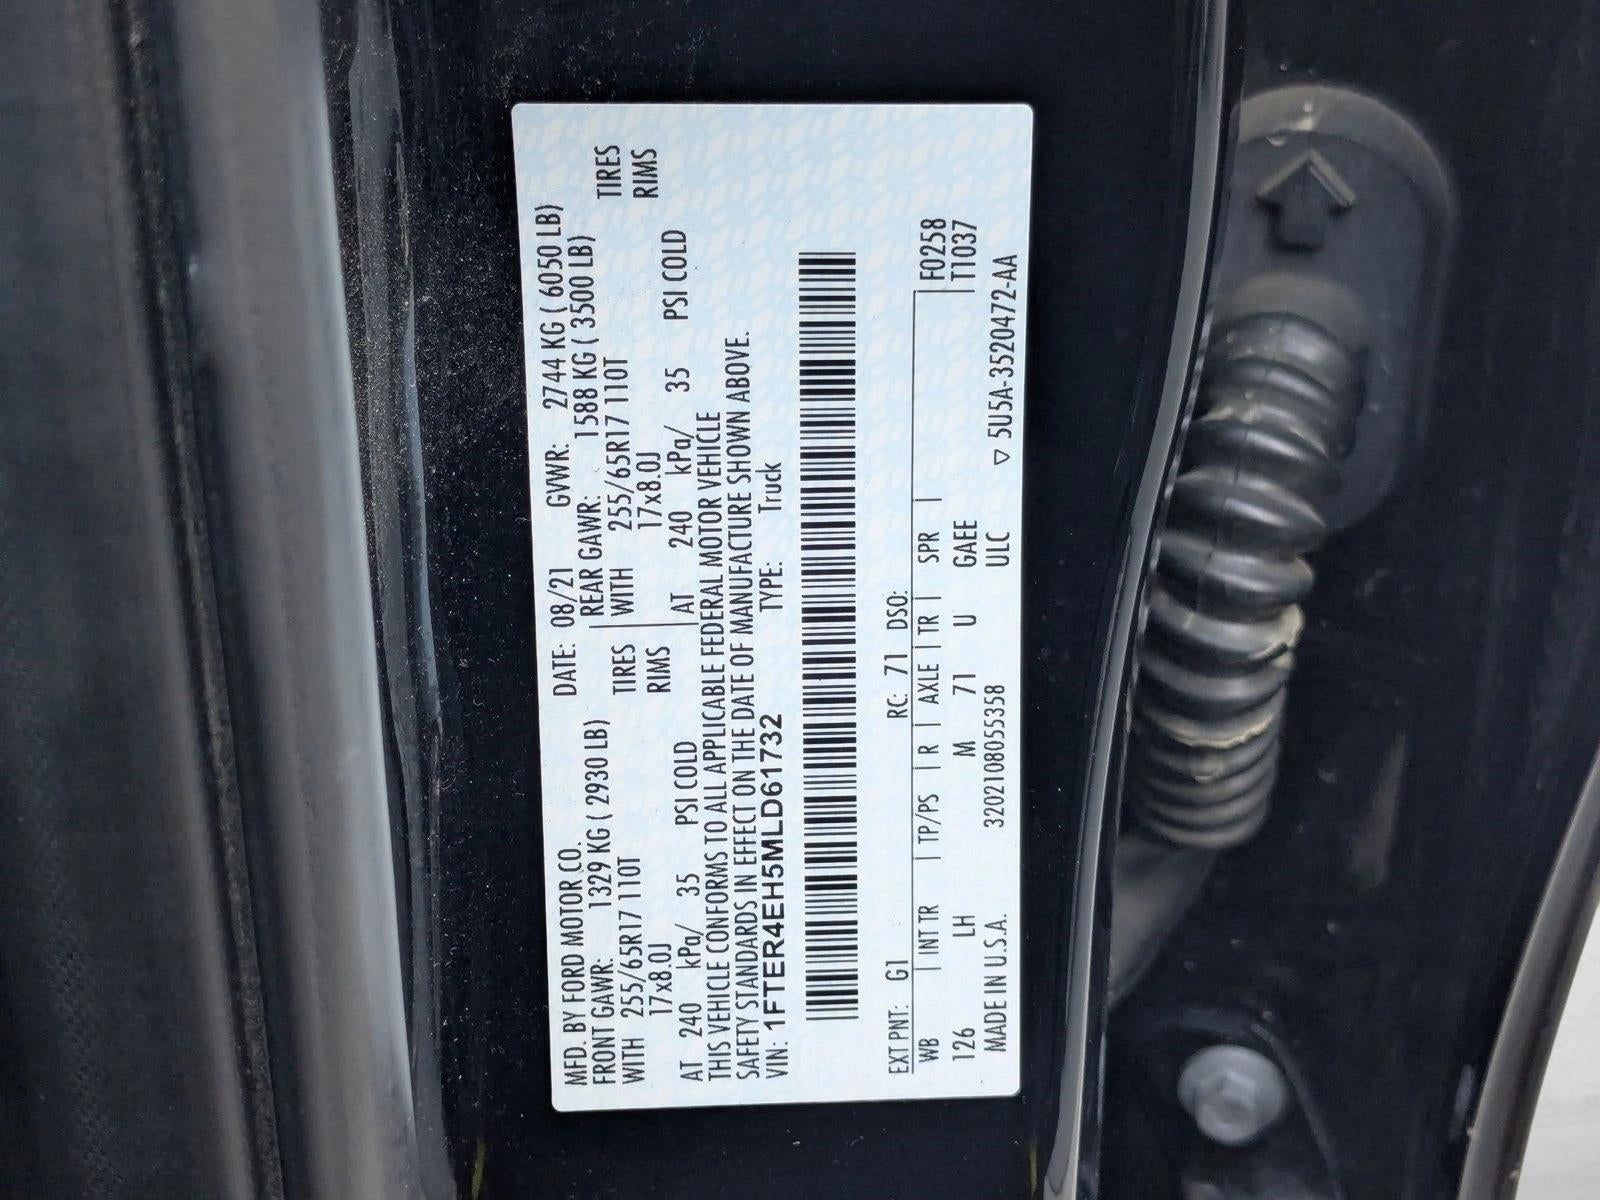 MFD. BY FORD MOTOR CO. DATE: 08/21 GVWR: 2744 KG ( 6050 LB)
FRONT GAWR: 1329 KG ( 2930 LB) REAR GAWR: 1588 KG ( 3500 LB)
WITH 255/65R17 110T TIRES WITH 255/65R17 110T TIRES
17x8.0J RIMS 17x8.0J RIMS
AT 240 kPa/ 35 PSI COLD AT 240 kPa/ 35 PSI COLD
THIS VEHICLE CONFORMS TO ALL APPLICABLE FEDERAL MOTOR VEHICLE
SAFETY STANDARDS IN EFFECT ON THE DATE OF MANUFACTURE SHOWN ABOVE.
VIN: 1FTER4EH5MLD61732 TYPE: Truck
EXT PNT: G1 RC: 71 DSO:
WB INT TR TP/PS R AXLE TR SPR F0258
126 LH M 71 U GAEE T1037
MADE IN U.S.A. 3202108055358 ULC ▽ 5U5A-3520472-AA